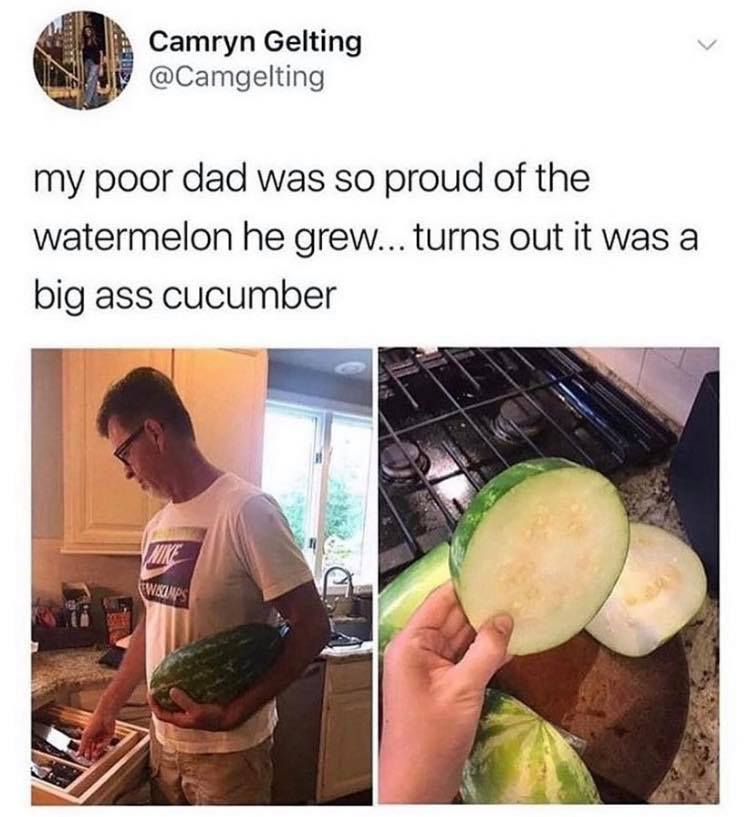 Camryn Gelting
@Camgelting
my poor dad was so proud of the
watermelon he grew... turns out it was a
big ass cucumber
NIKE